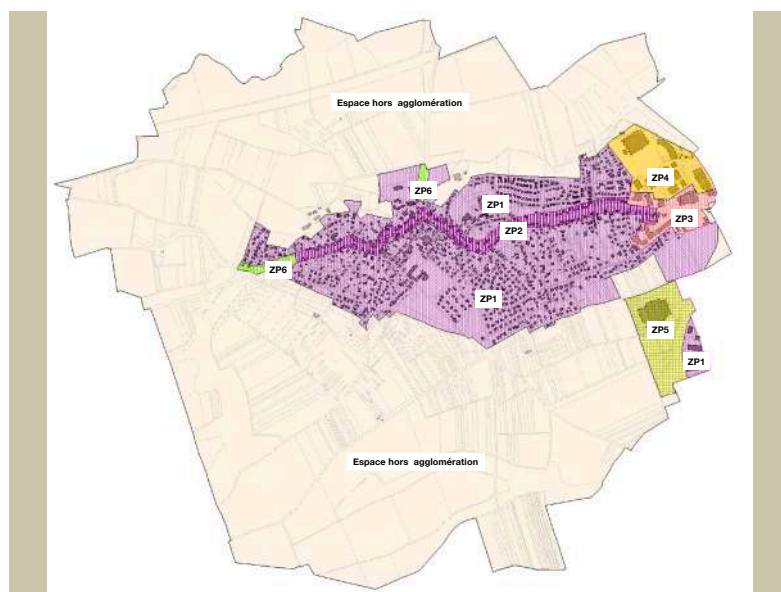 Espace hors agglomération
ZP4
ZP6
ZP1
ZP3
ZP2
ZP6
ZP1
ZP5
ZP1
Espace hors agglomération